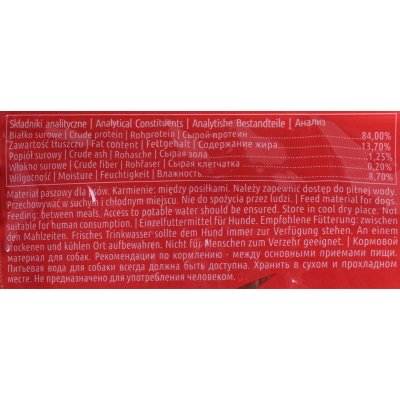 Składniki analityczne | Analytical Constituents | Analytishe Bestandteile | Анализ
Białko surowe | Crude protein | Rohprotein | Сырой протеин 84,00%
Zawartość tłuszczu | Fat content | Fettgehalt | Содержание жира 13,70%
Popiół surowy | Crude ash | Rohasche | Сырая зола 1,25%
Włókno surowe | Crude fiber | Rohfaser | Сырая клетчатка 0,20%
Wilgotność | Moisture | Feuchtigkeit | Влажность 8,70%
Materiał paszowy dla psów. Karmienie: między posiłkami. Należy zapewnić dostęp do pitnej wody.
Przechowywać w suchym i chłodnym miejscu. Nie do spożycia przez ludzi. | Feed material for dogs.
Feeding: between meals. Access to potable water should be ensured. Store in cool dry place. Not
suitable for human consumption. | Einzelfuttermittel für Hunde. Fütterungshinweise: zwischen
den Mahlzeiten. Frisches Trinkwasser sollte dem Hund immer zur Verfügung stehen. An einem
trockenen und kühlen Ort aufbewahren. Nicht für Menschen zum Verzehr geeignet. | Кормовой
материал для собак. Рекомендации по кормлению - между основными приемами пищи.
Питьевая вода для собаки всегда должна быть доступна. Хранить в сухом и прохладном
месте. Не предназначено для употребления человеком.